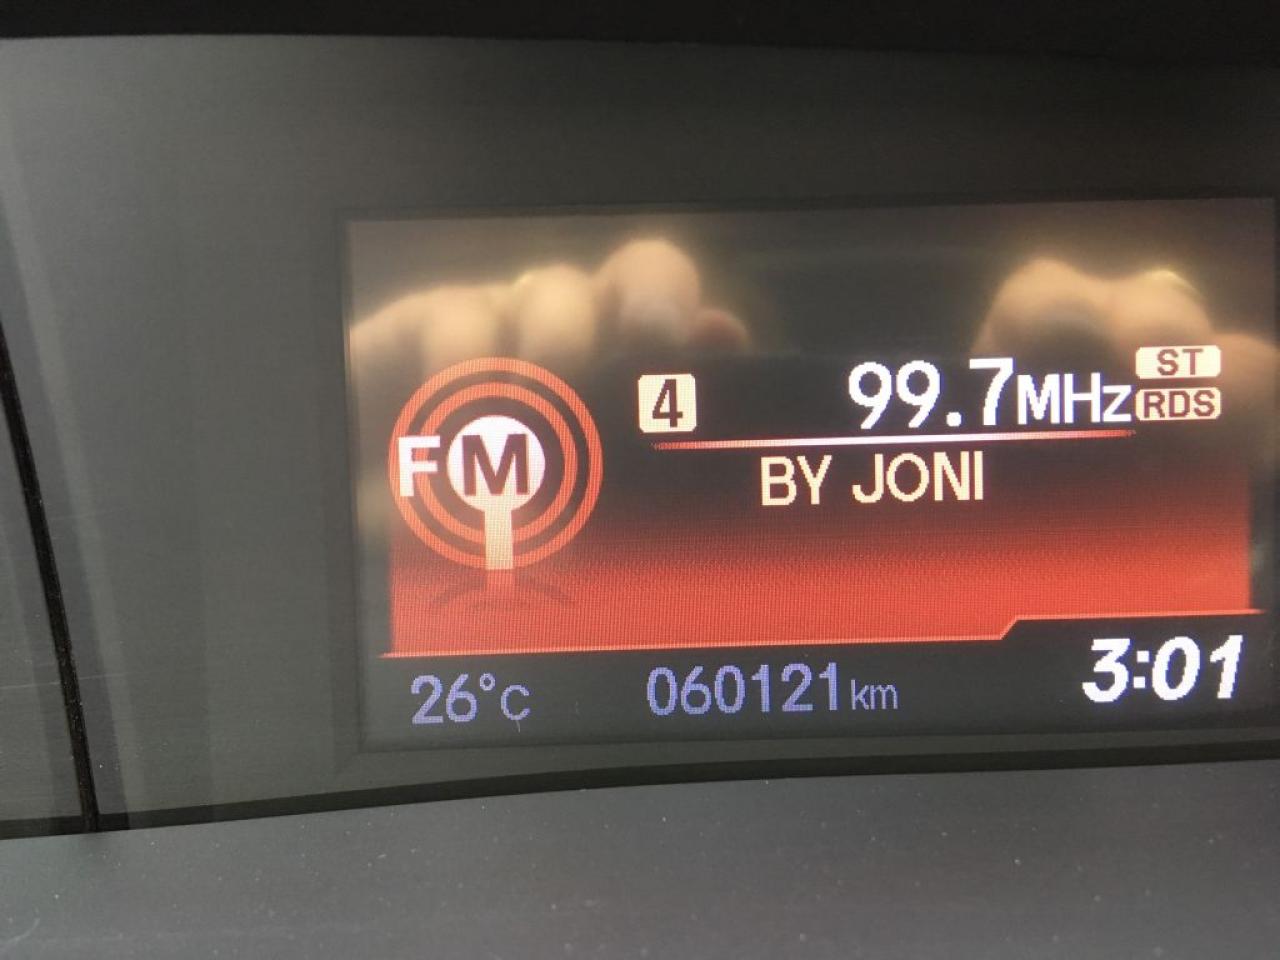 FM
4 99.7MHz ST
RDS
BY JONI
26°C 060121km 3:01